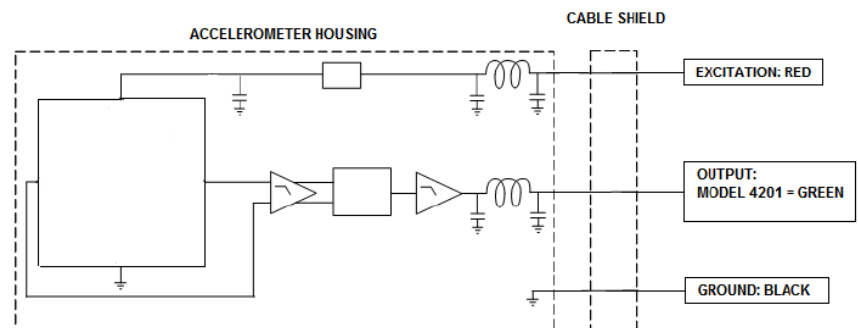 CABLE SHIELD
ACCELEROMETER HOUSING
EXCITATION: RED
OUTPUT:
MODEL 4201 = GREEN
GROUND: BLACK